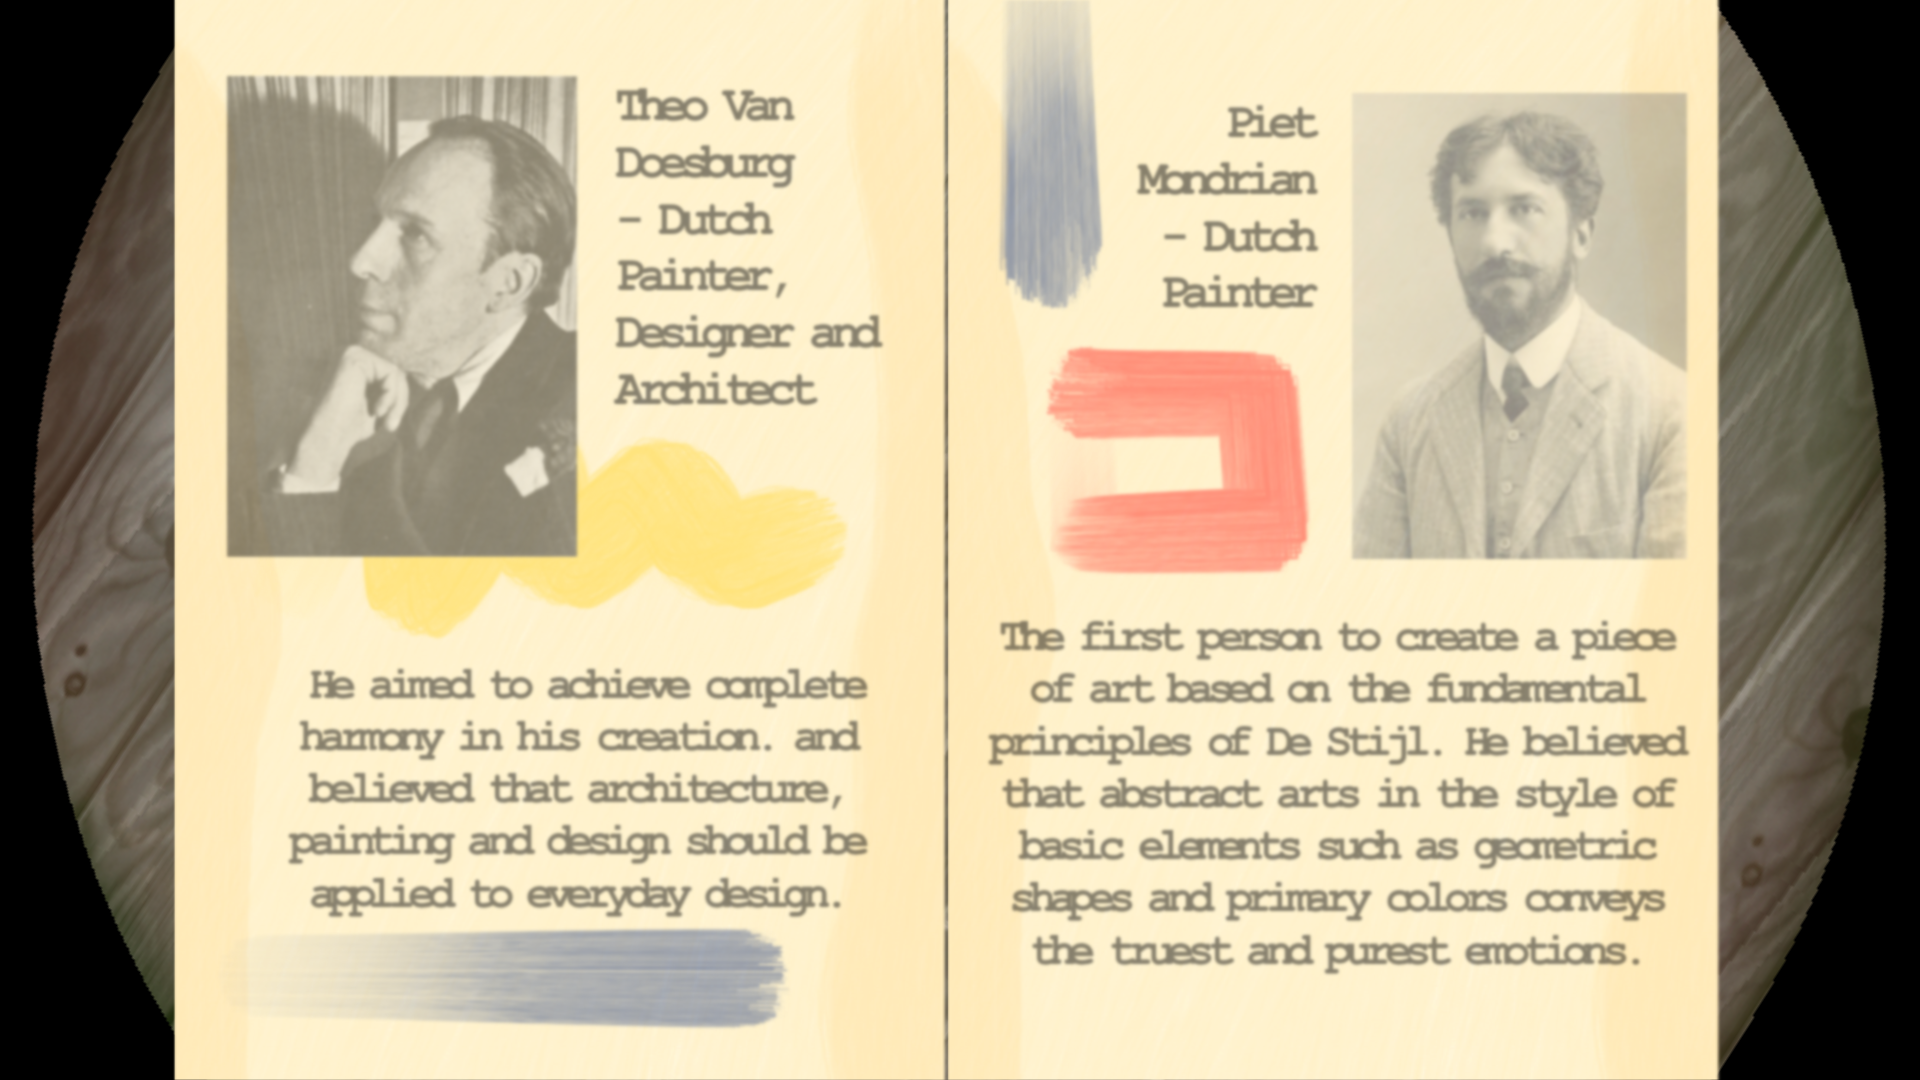 Theo Van
Doesburg
– Dutch
Painter,
Designer and
Architect
He aimed to achieve complete
harmony in his creation. and
believed that architecture,
painting and design should be
applied to everyday design.
Piet
Mondrian
– Dutch
Painter
The first person to create a piece
of art based on the fundamental
principles of De Stijl. He believed
that abstract arts in the style of
basic elements such as geometric
shapes and primary colors conveys
the truest and purest emotions.